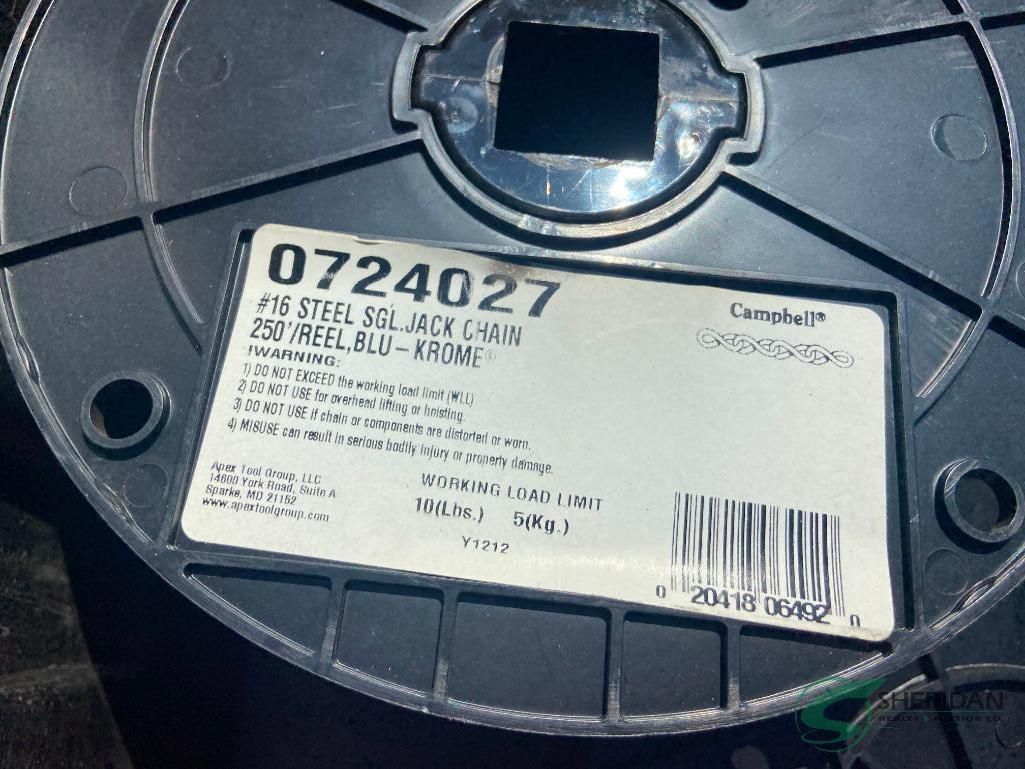 0724027
#16 STEEL SGL.JACK CHAIN
250'/REEL,BLU-KROME®
!WARNING:
1) DO NOT EXCEED the working load limit (WLL)
2) DO NOT USE for overhead lifting or hoisting.
3) DO NOT USE if chain or components are distorted or worn.
4) MISUSE can result in serious bodily injury or property damage.
Campbell®
Apex Tool Group, LLC
14600 York Road, Suite A
Sparks, MD 21152
www.apextoolgroup.com
WORKING LOAD LIMIT
10(Lbs.) 5(Kg.)
Y1212
0 20418 06492 0
SHERIDAN
REALTY & AUCTION CO.